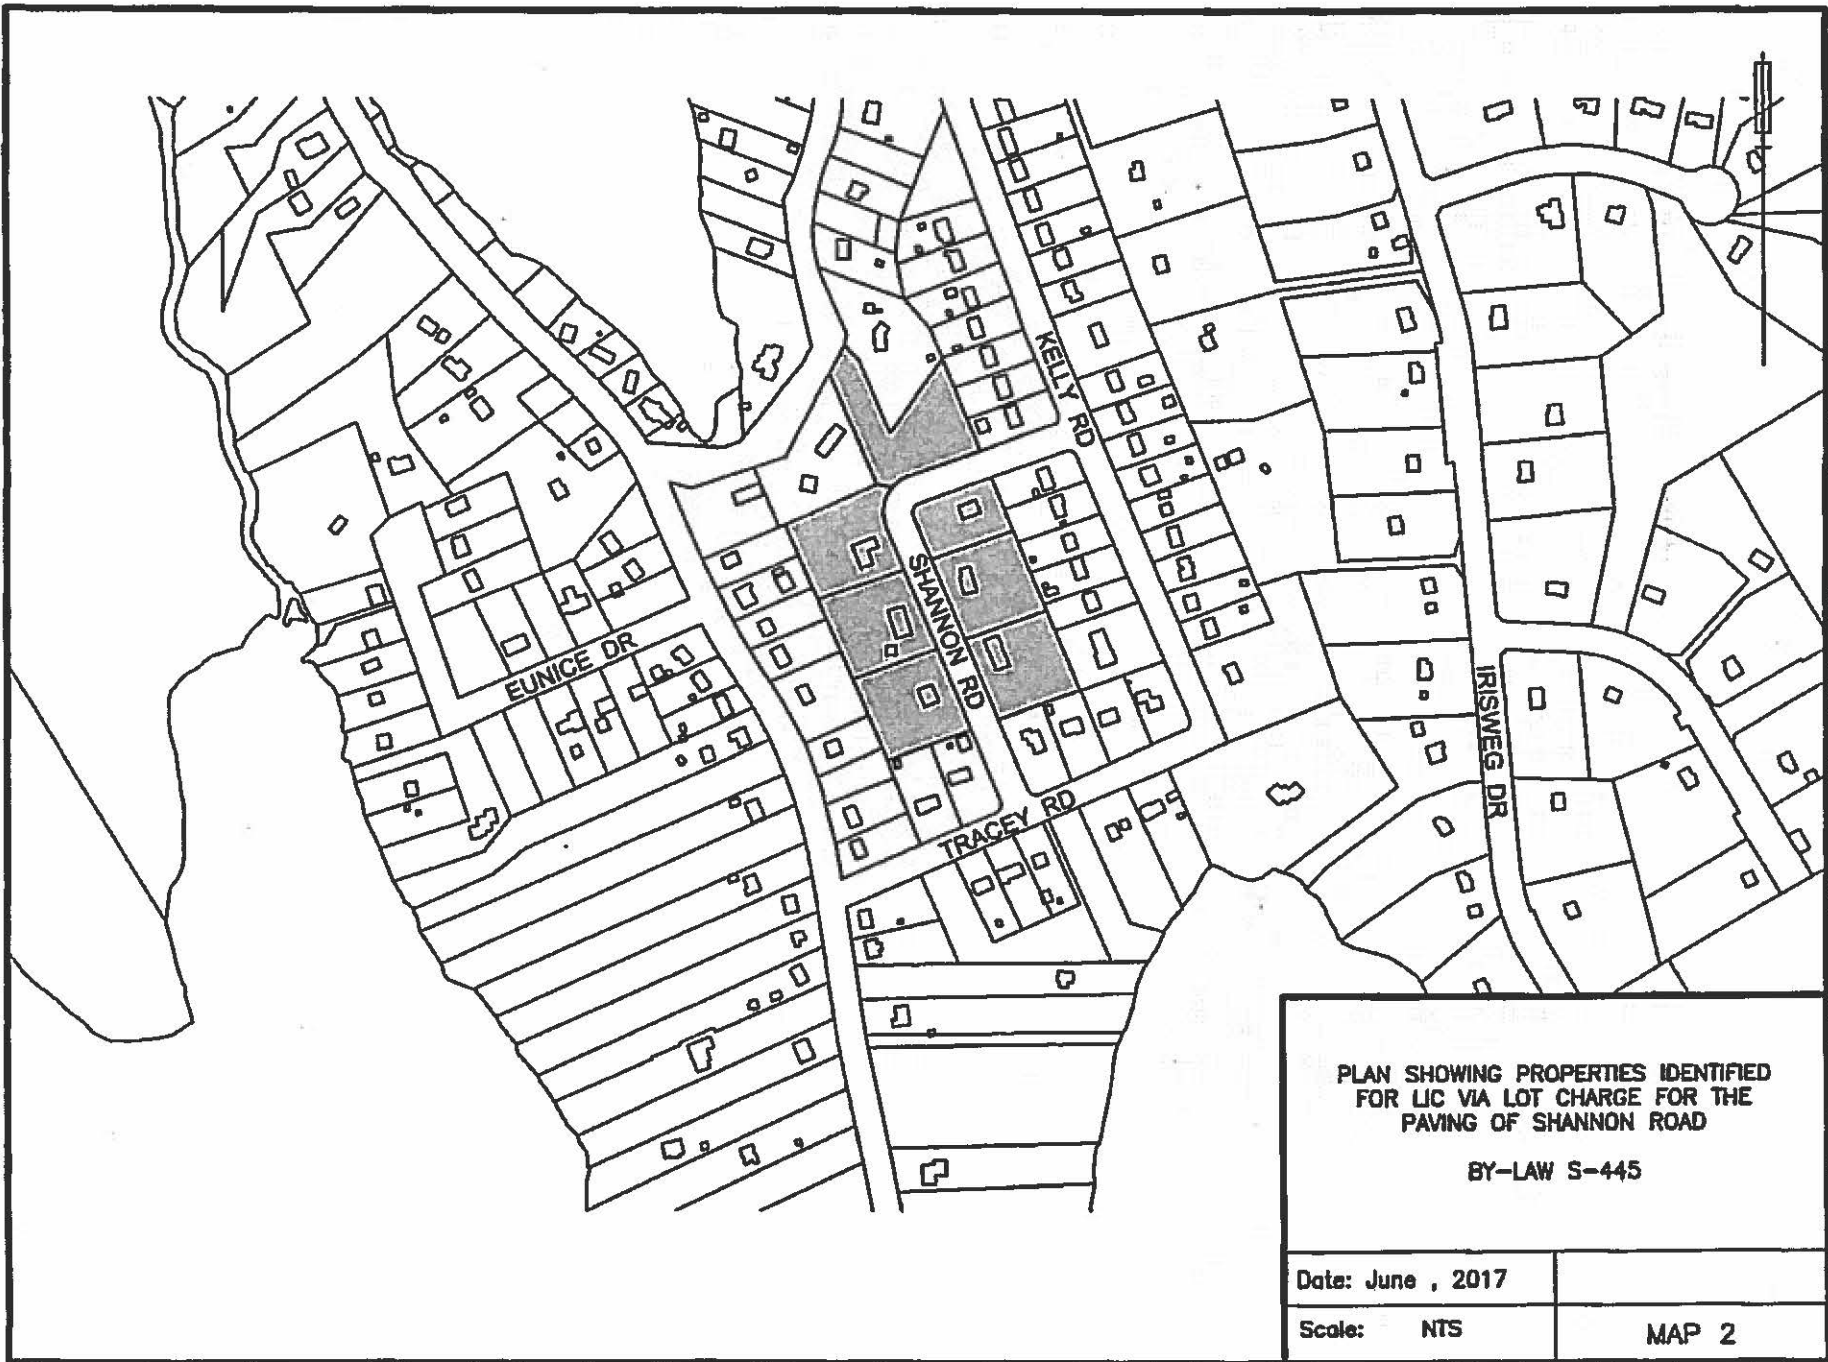 KELLY RD
SHANNON RD
EUNICE DR
TRACEY RD
IRISWEG DR
PLAN SHOWING PROPERTIES IDENTIFIED
FOR LIC VIA LOT CHARGE FOR THE
PAVING OF SHANNON ROAD
BY-LAW S-445
Date: June , 2017
Scale: NTS
MAP 2